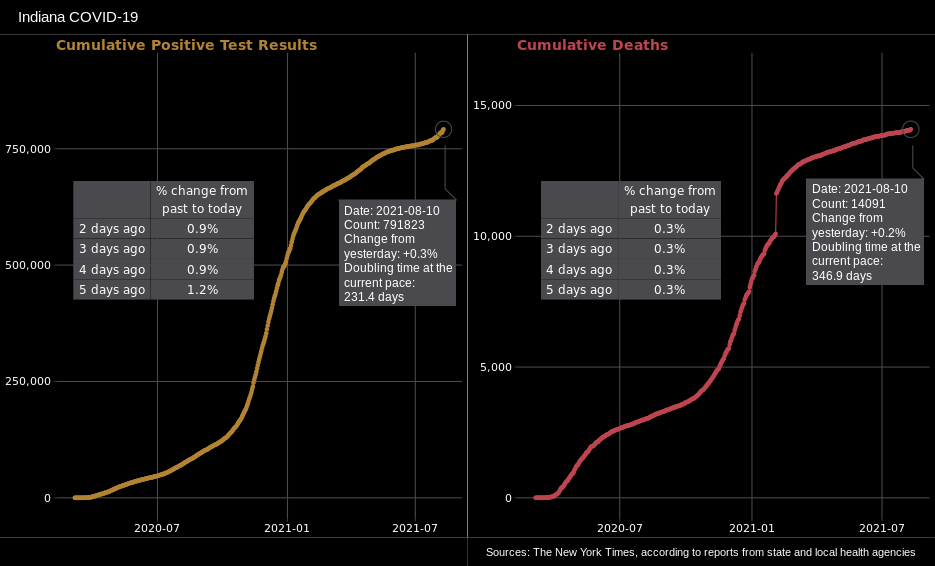 Indiana COVID-19
Cumulative Positive Test Results
750,000
500,000
250,000
0
2020-07
2021-01
2021-07
% change from
past to today
2 days ago 0.9%
3 days ago 0.9%
4 days ago 0.9%
5 days ago 1.2%
Date: 2021-08-10
Count: 791823
Change from
yesterday: +0.3%
Doubling time at the
current pace:
231.4 days
Cumulative Deaths
15,000
10,000
5,000
0
2020-07
2021-01
2021-07
% change from
past to today
2 days ago 0.3%
3 days ago 0.3%
4 days ago 0.3%
5 days ago 0.3%
Date: 2021-08-10
Count: 14091
Change from
yesterday: +0.2%
Doubling time at the
current pace:
346.9 days
Sources: The New York Times, according to reports from state and local health agencies